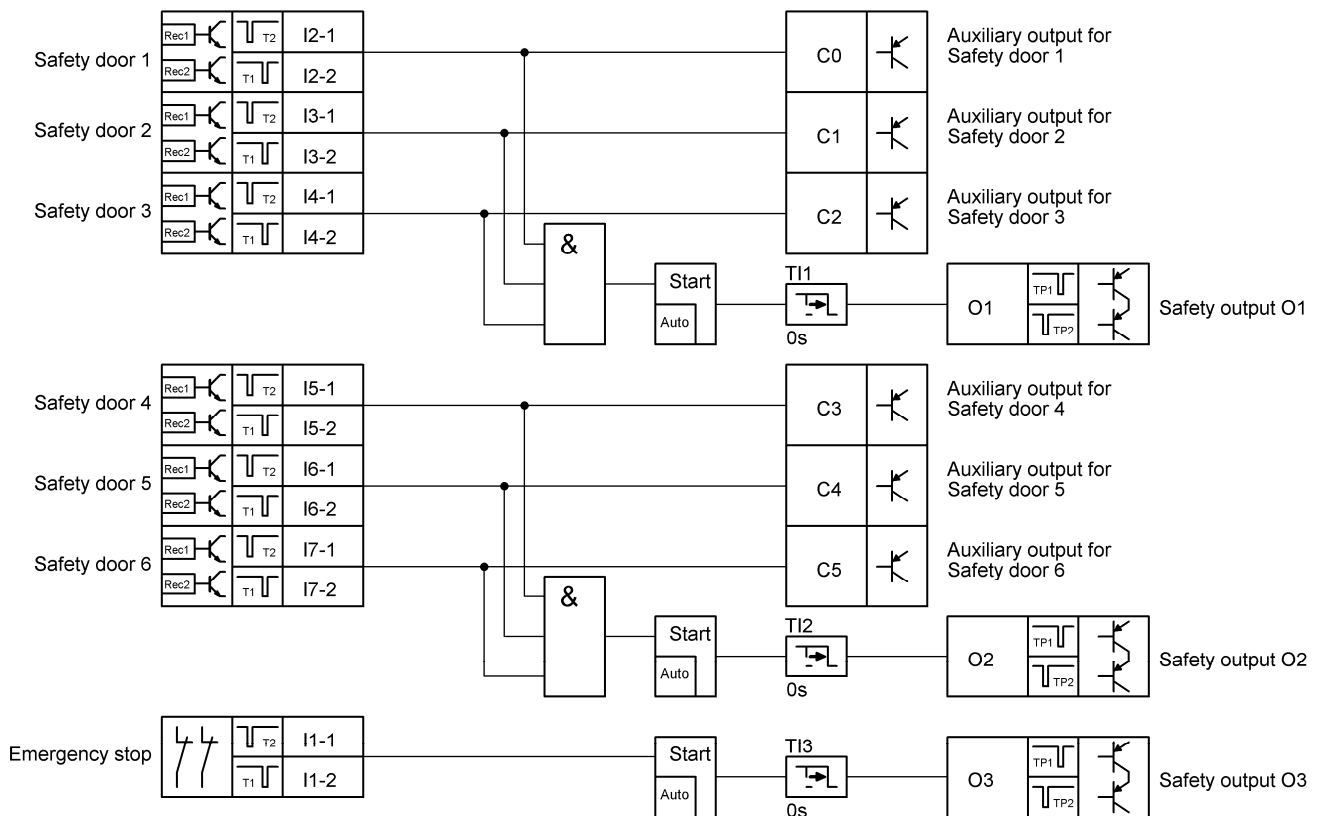 Safety door 1
Rec1
T2
I2-1
Rec2
T1
I2-2
C0
Auxiliary output for
Safety door 1
Safety door 2
Rec1
T2
I3-1
Rec2
T1
I3-2
C1
Auxiliary output for
Safety door 2
Safety door 3
Rec1
T2
I4-1
Rec2
T1
I4-2
C2
Auxiliary output for
Safety door 3
&
Start
Auto
TI1
0s
O1
TP1
TP2
Safety output O1
Safety door 4
Rec1
T2
I5-1
Rec2
T1
I5-2
C3
Auxiliary output for
Safety door 4
Safety door 5
Rec1
T2
I6-1
Rec2
T1
I6-2
C4
Auxiliary output for
Safety door 5
Safety door 6
Rec1
T2
I7-1
Rec2
T1
I7-2
C5
Auxiliary output for
Safety door 6
&
Start
Auto
TI2
0s
O2
TP1
TP2
Safety output O2
Emergency stop
T2
I1-1
T1
I1-2
Start
Auto
TI3
0s
O3
TP1
TP2
Safety output O3